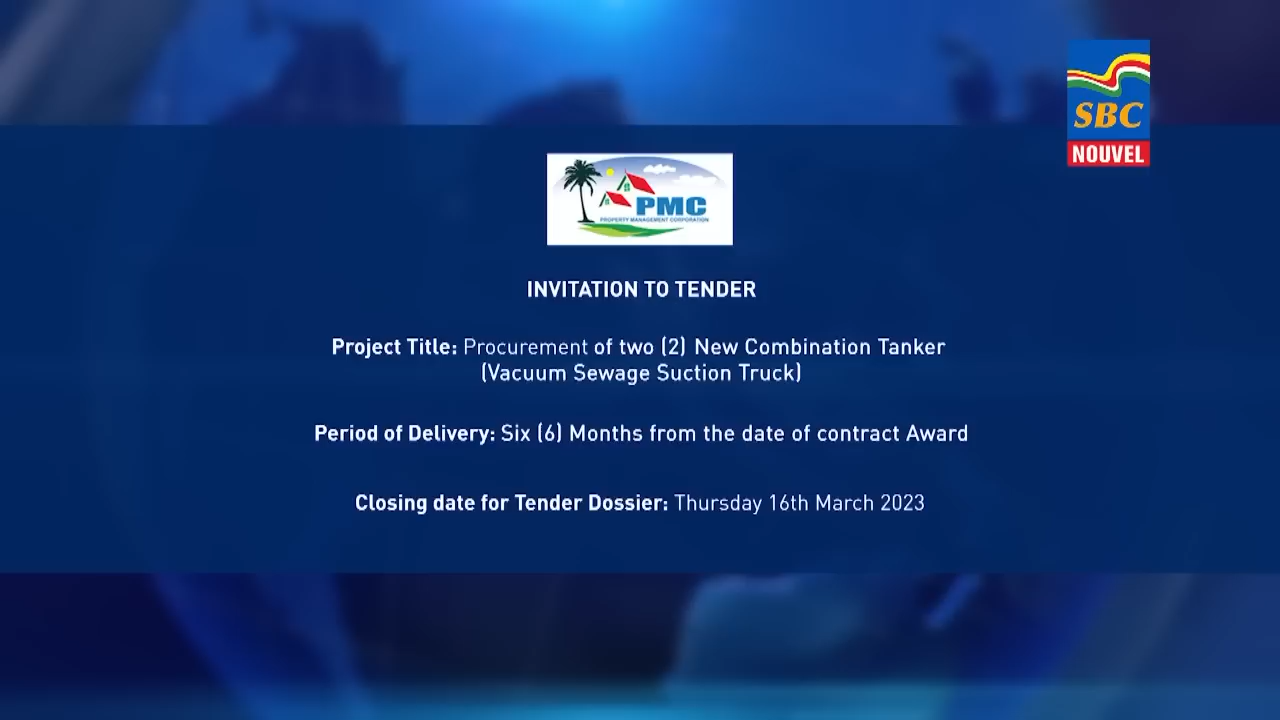 SBC
NOUVEL
PMC
PROPERTY MANAGEMENT CORPORATION
INVITATION TO TENDER
Project Title: Procurement of two (2) New Combination Tanker
(Vacuum Sewage Suction Truck)
Period of Delivery: Six (6) Months from the date of contract Award
Closing date for Tender Dossier: Thursday 16th March 2023